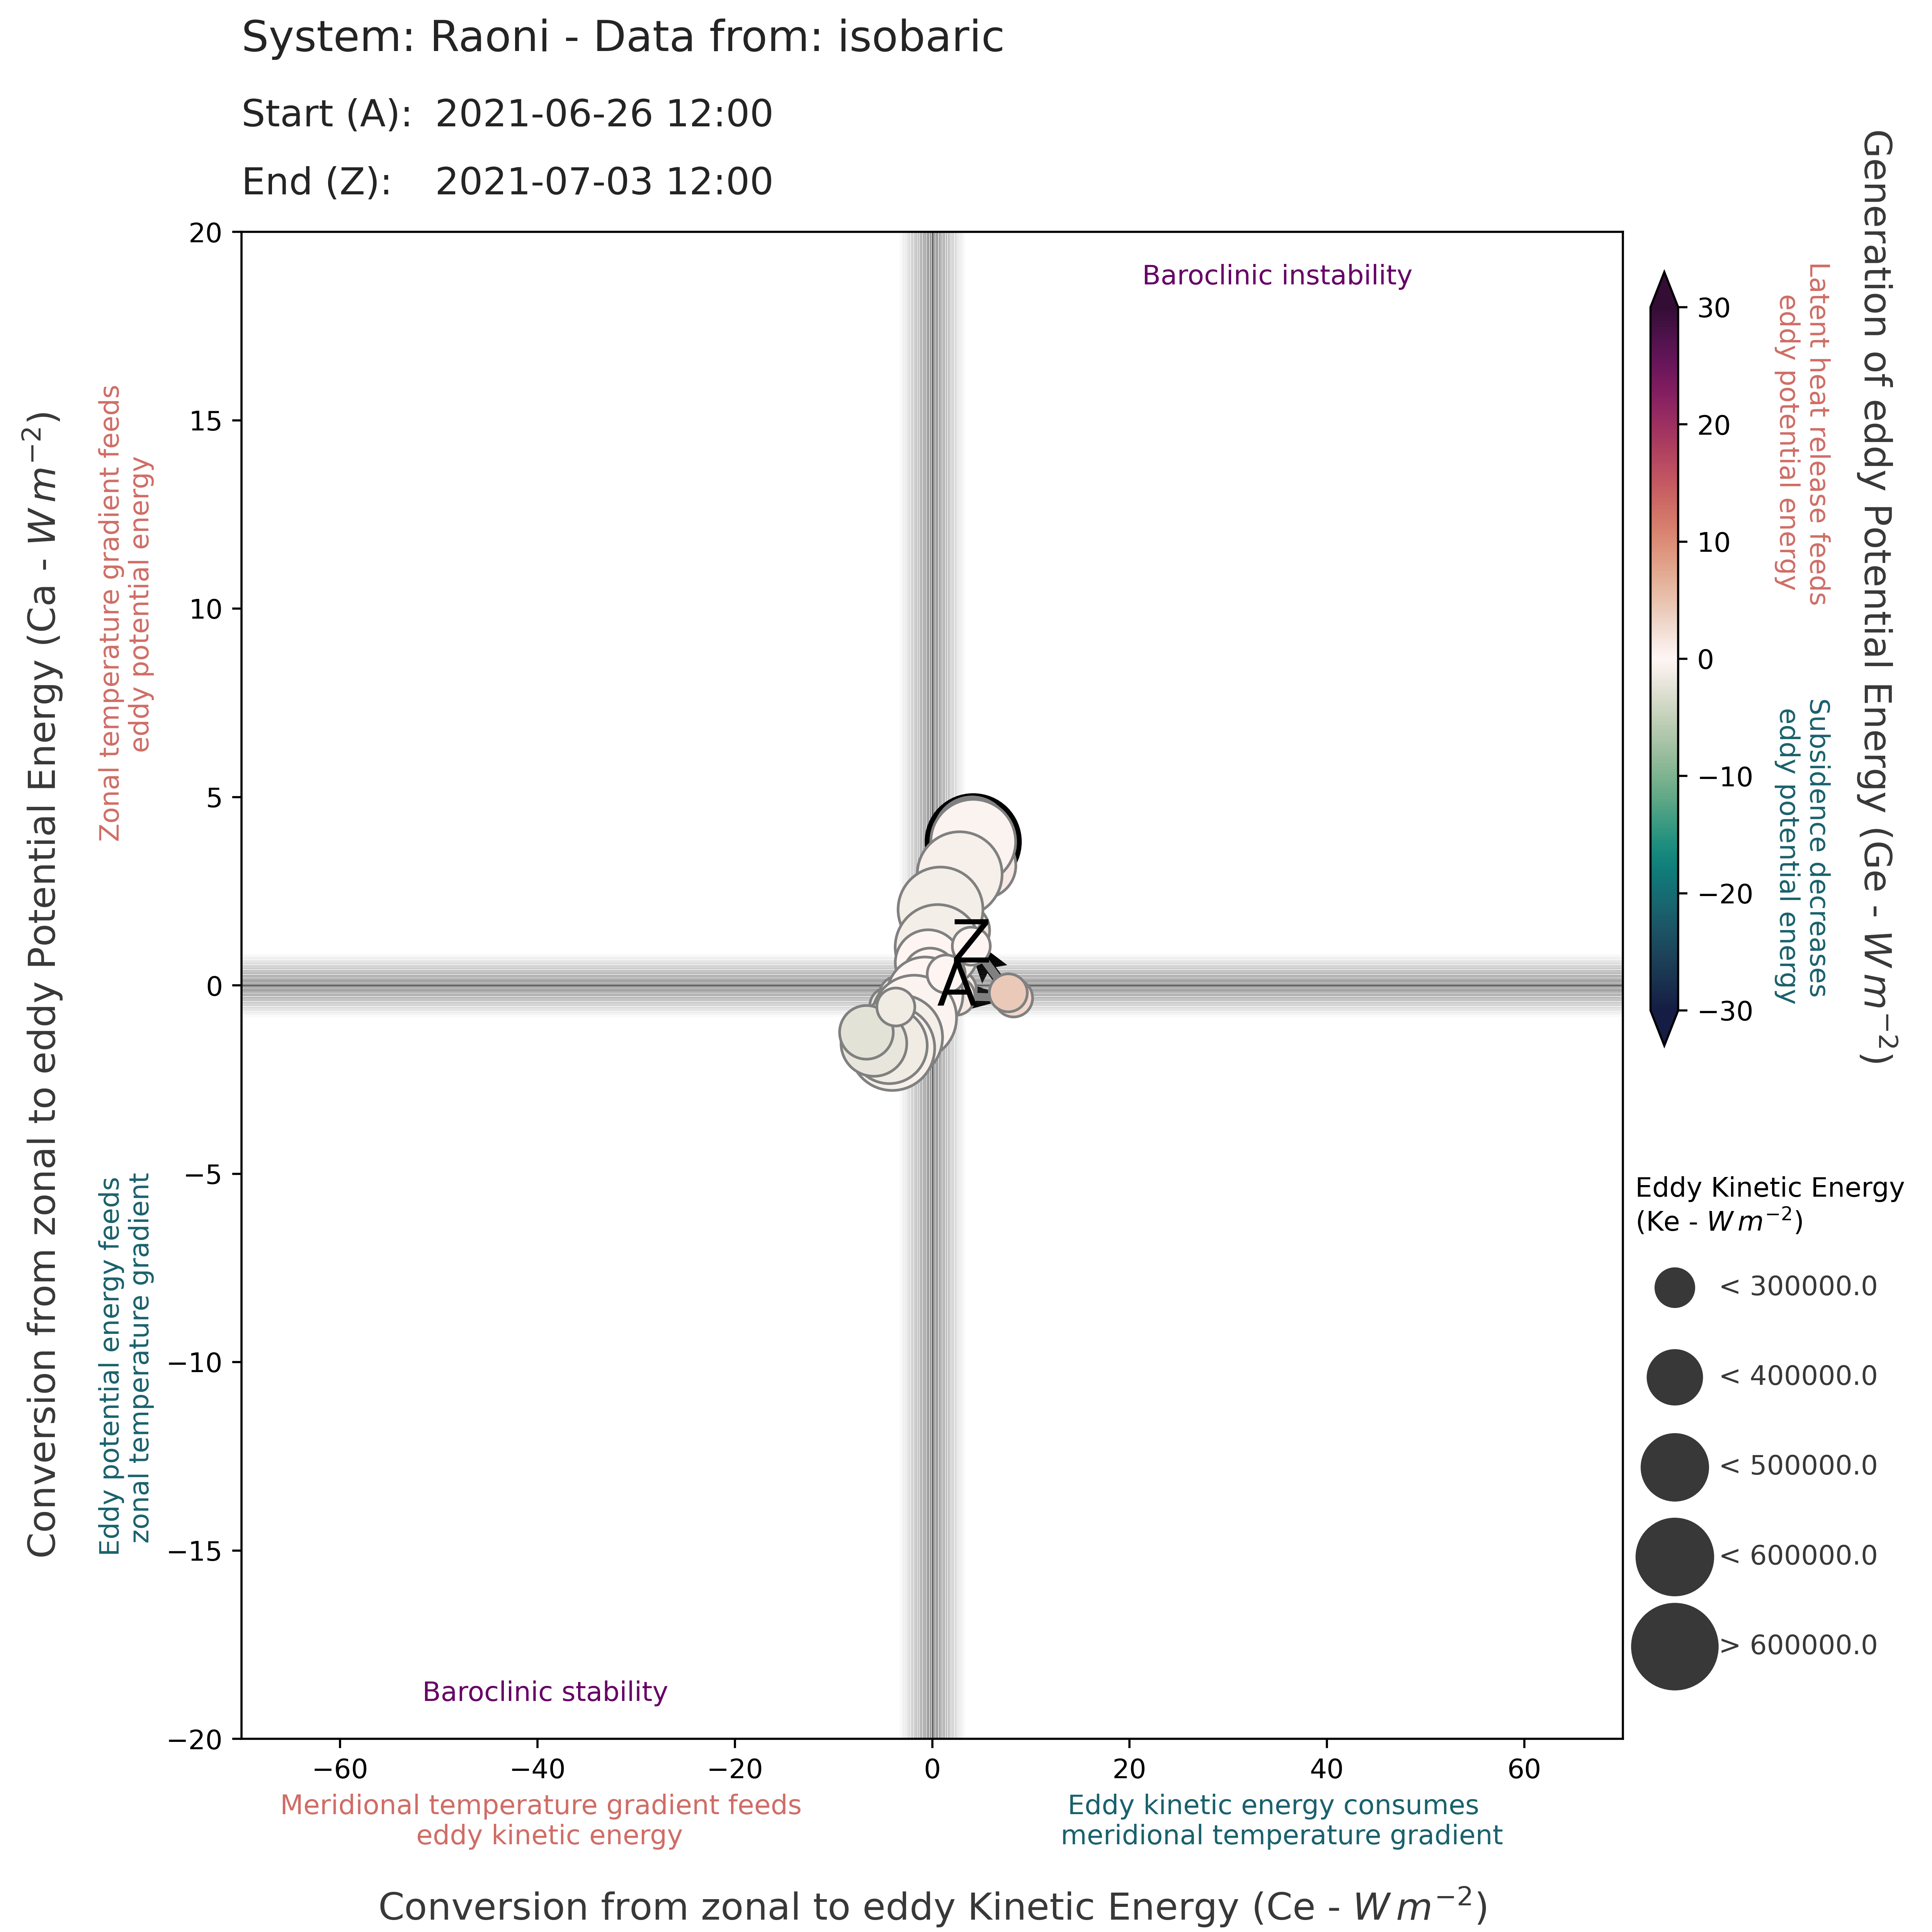 System: Raoni - Data from: isobaric
Start (A): 2021-06-26 12:00
End (Z): 2021-07-03 12:00
Conversion from zonal to eddy Potential Energy (Ca - W m⁻²)
Zonal temperature gradient feeds
eddy potential energy
Eddy potential energy feeds
zonal temperature gradient
20
15
10
5
0
−5
−10
−15
−20
Baroclinic instability
Z
A
Baroclinic stability
−60
−40
−20
0
20
40
60
Meridional temperature gradient feeds
eddy kinetic energy
Eddy kinetic energy consumes
meridional temperature gradient
Conversion from zonal to eddy Kinetic Energy (Ce - W m⁻²)
30
20
10
0
−10
−20
−30
Latent heat release feeds
eddy potential energy
Subsidence decreases
eddy potential energy
Generation of eddy Potential Energy (Ge - W m⁻²)
Eddy Kinetic Energy
(Ke - W m⁻²)
< 300000.0
< 400000.0
< 500000.0
< 600000.0
> 600000.0